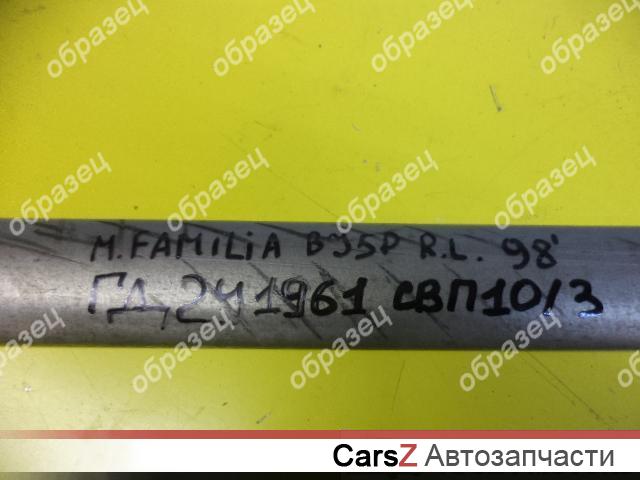 образец образец образец образец
M. FAMILIA BJ5P R.L. 98'
образец образец образец образец
ГД 241961 СВП10/3
образец образец образец
CarsZ Автозапчасти